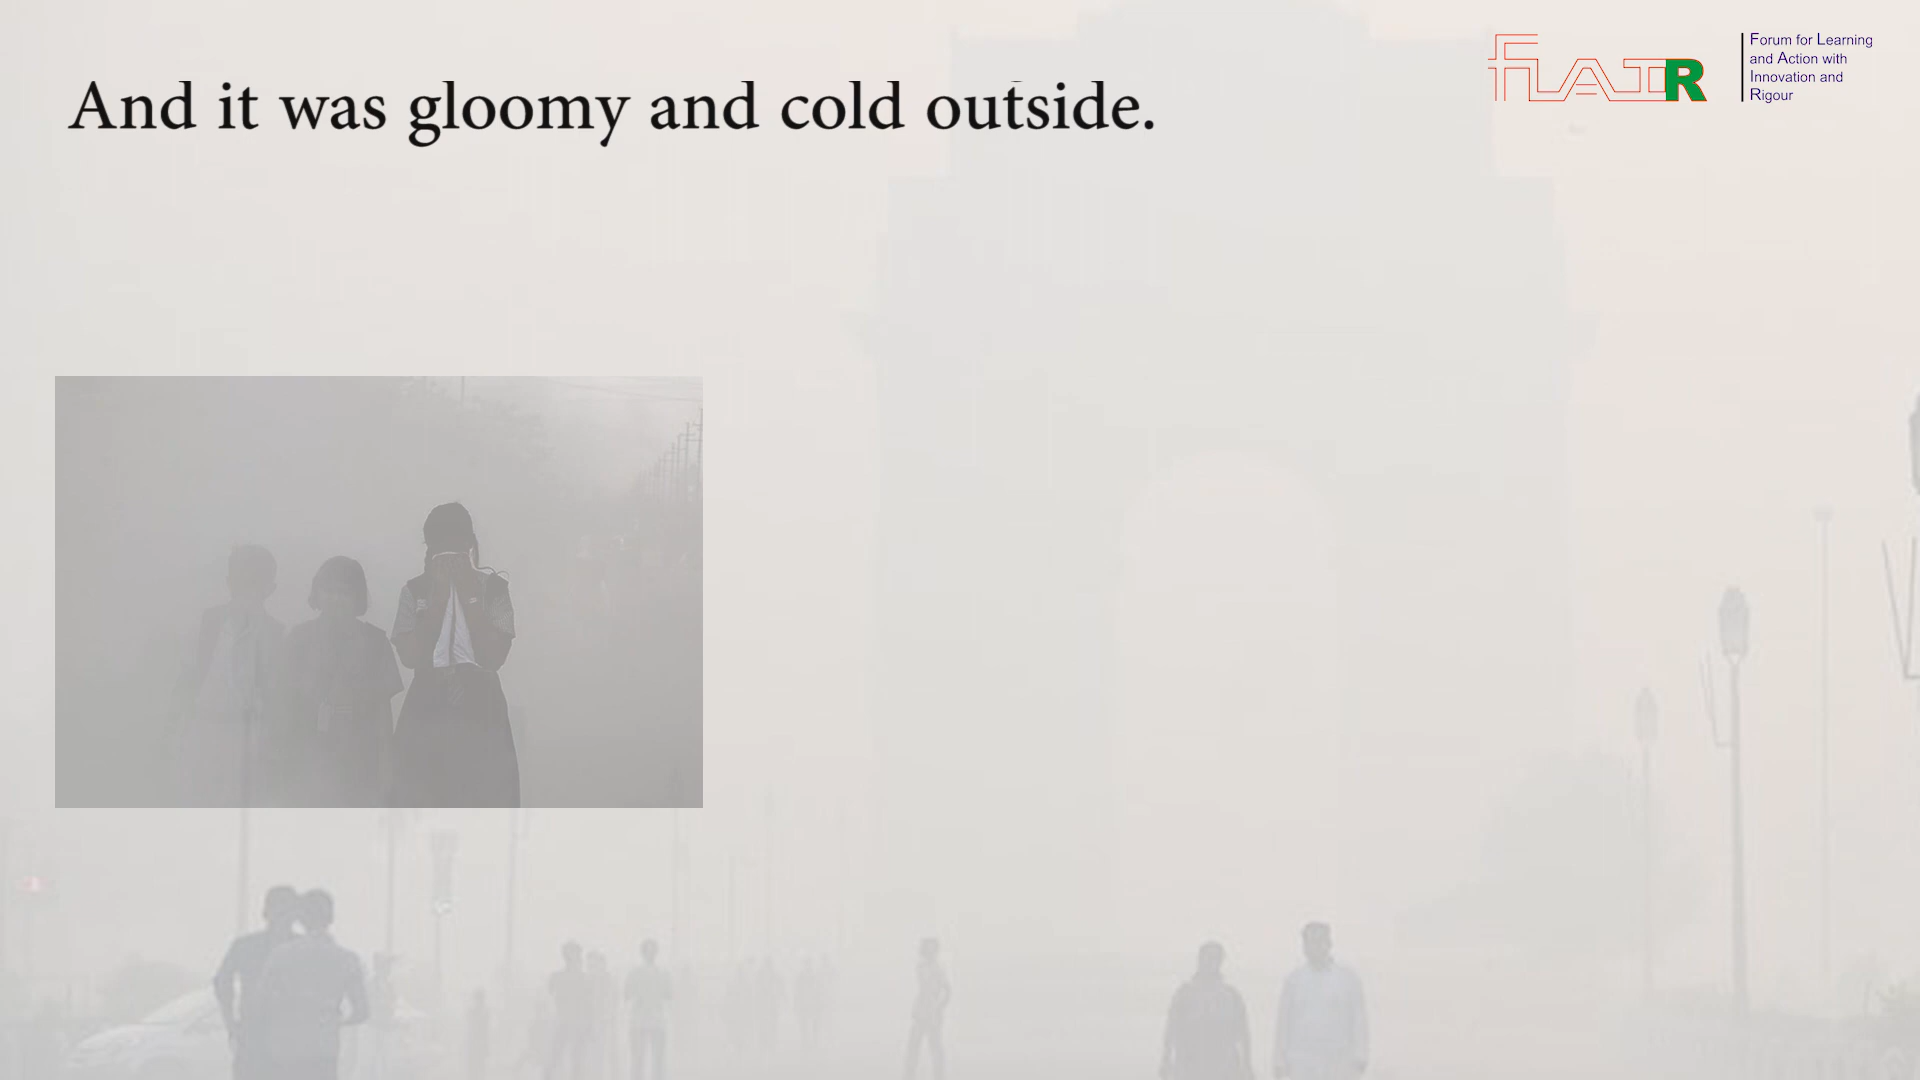 And it was gloomy and cold outside.
FLAIR
Forum for Learning
and Action with
Innovation and
Rigour